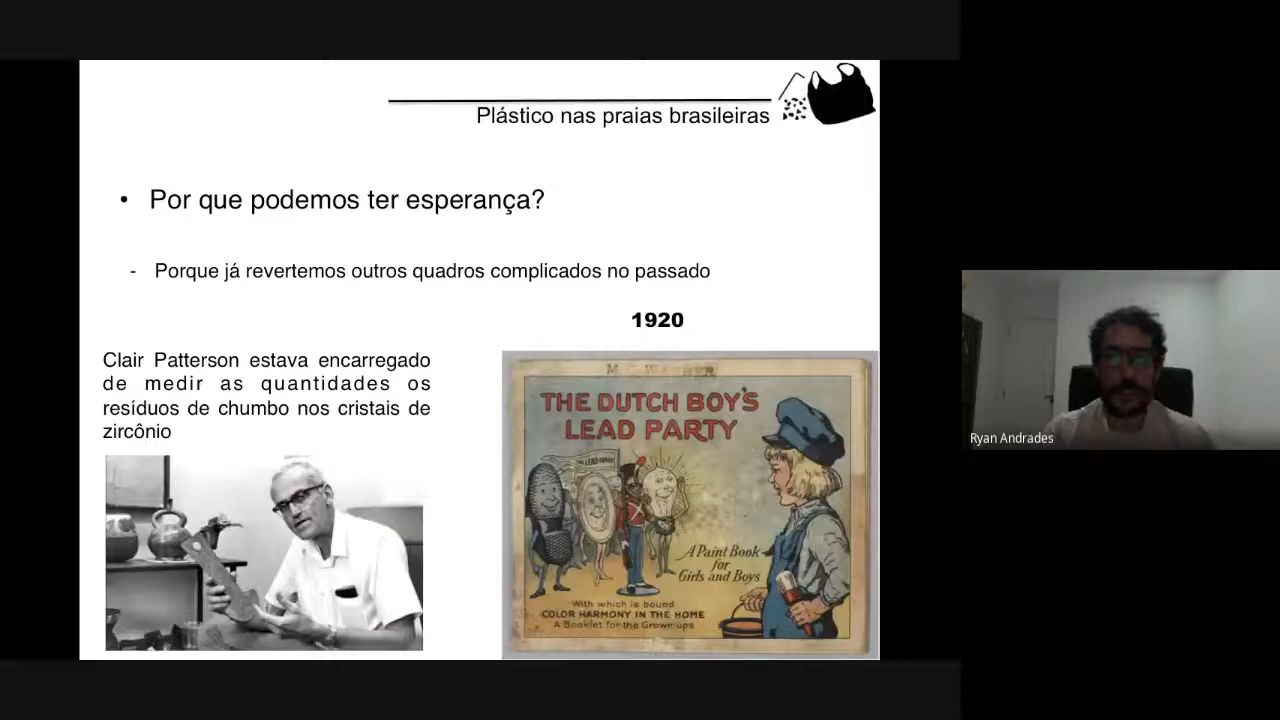 Plástico nas praias brasileiras
• Por que podemos ter esperança?
- Porque já revertemos outros quadros complicados no passado
1920
Clair Patterson estava encarregado
de medir as quantidades os
resíduos de chumbo nos cristais de
zircônio
THE DUTCH BOY'S
LEAD PARTY
A Paint Book
for
Girls and Boys
With which is bound
COLOR HARMONY IN THE HOME
A Booklet for the Grown-ups
Ryan Andrades